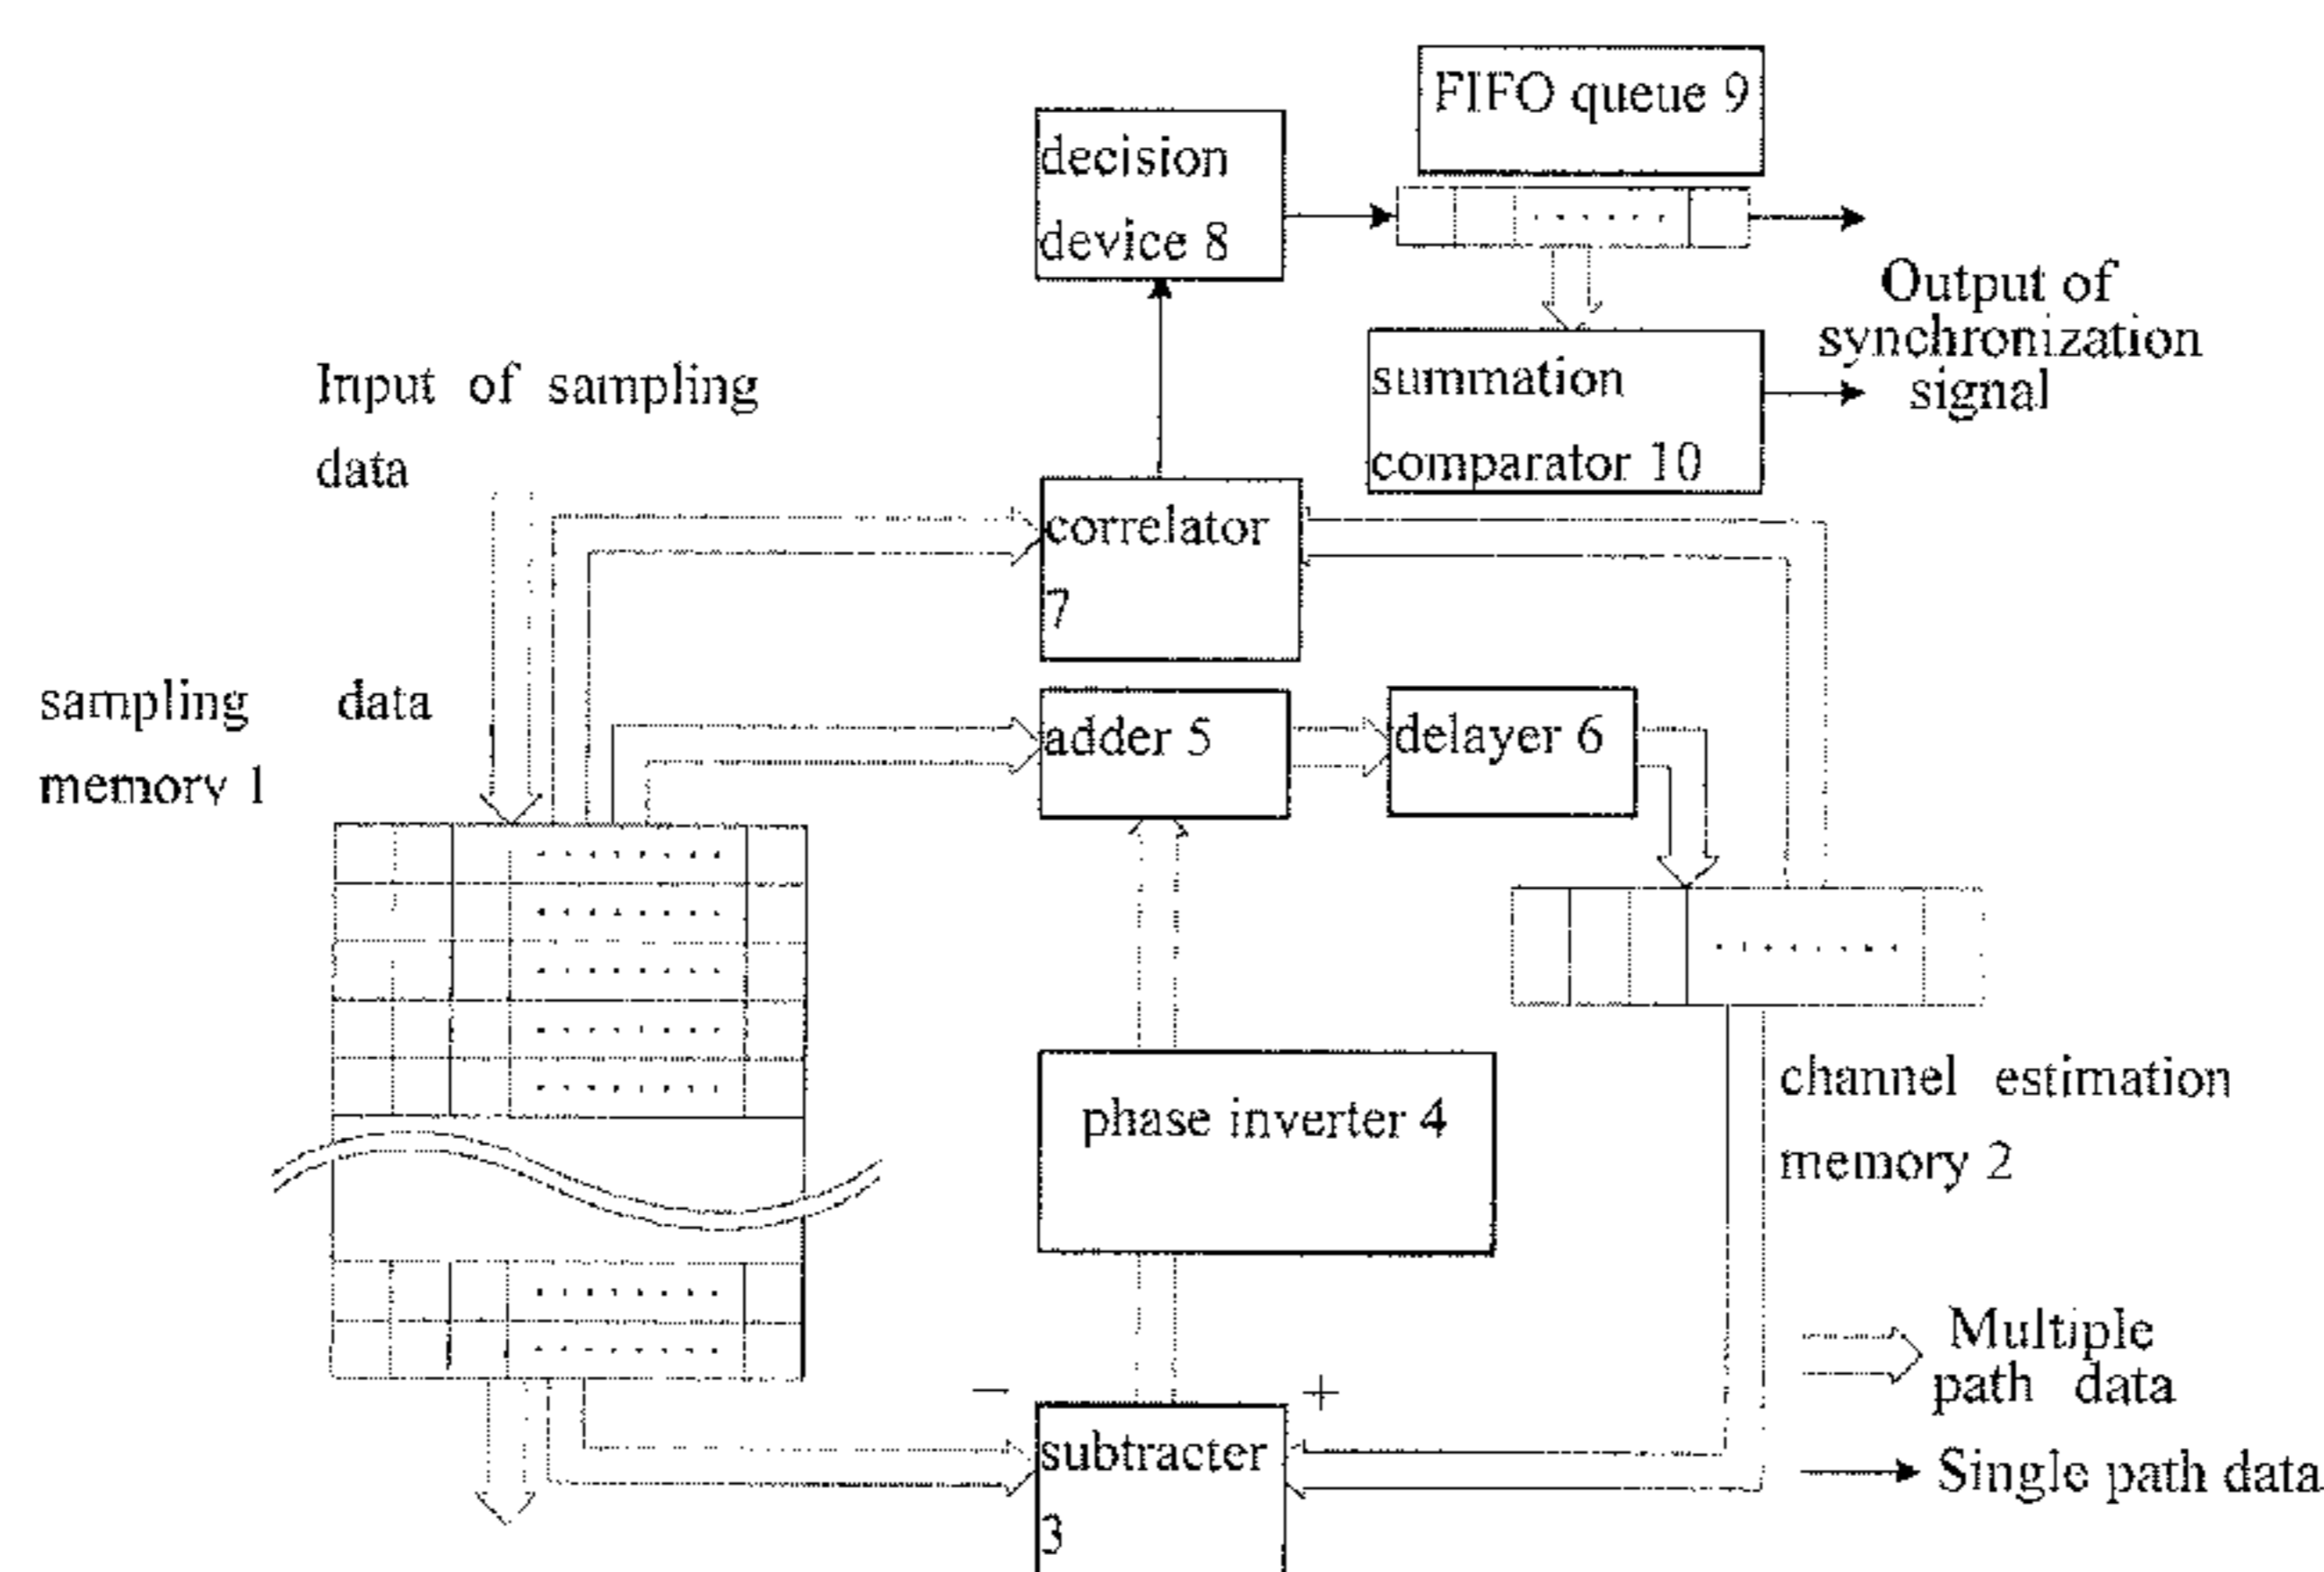 FIFO queue 9
decision
device 8
Output of
synchronization
signal
summation
comparator 10
Input of sampling
data
correlator
7
sampling data
memory 1
adder 5
delayer 6
phase inverter 4
channel estimation
memory 2
Multiple
path data
− +
subtracter
3
Single path data